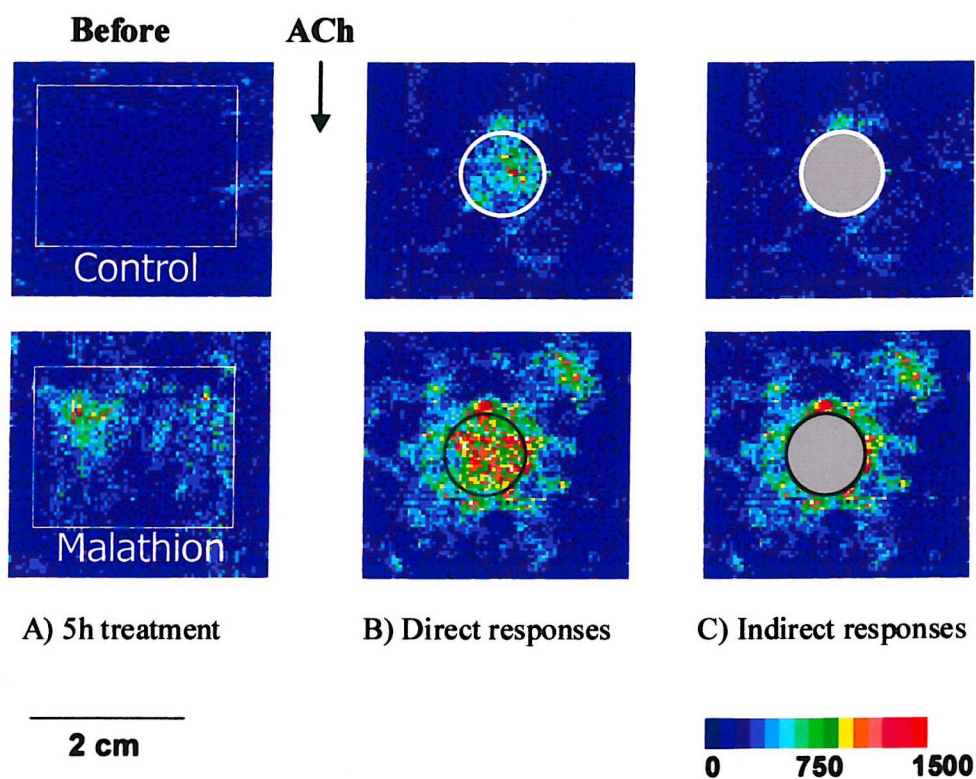 Before
ACh
Control
Malathion
A) 5h treatment
B) Direct responses
C) Indirect responses
2 cm
0
750
1500